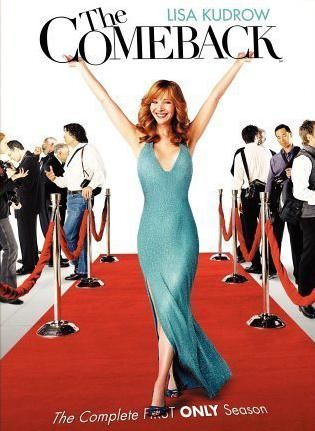 The
LISA KUDROW
COMEBACK
The Complete FIRST ONLY Season